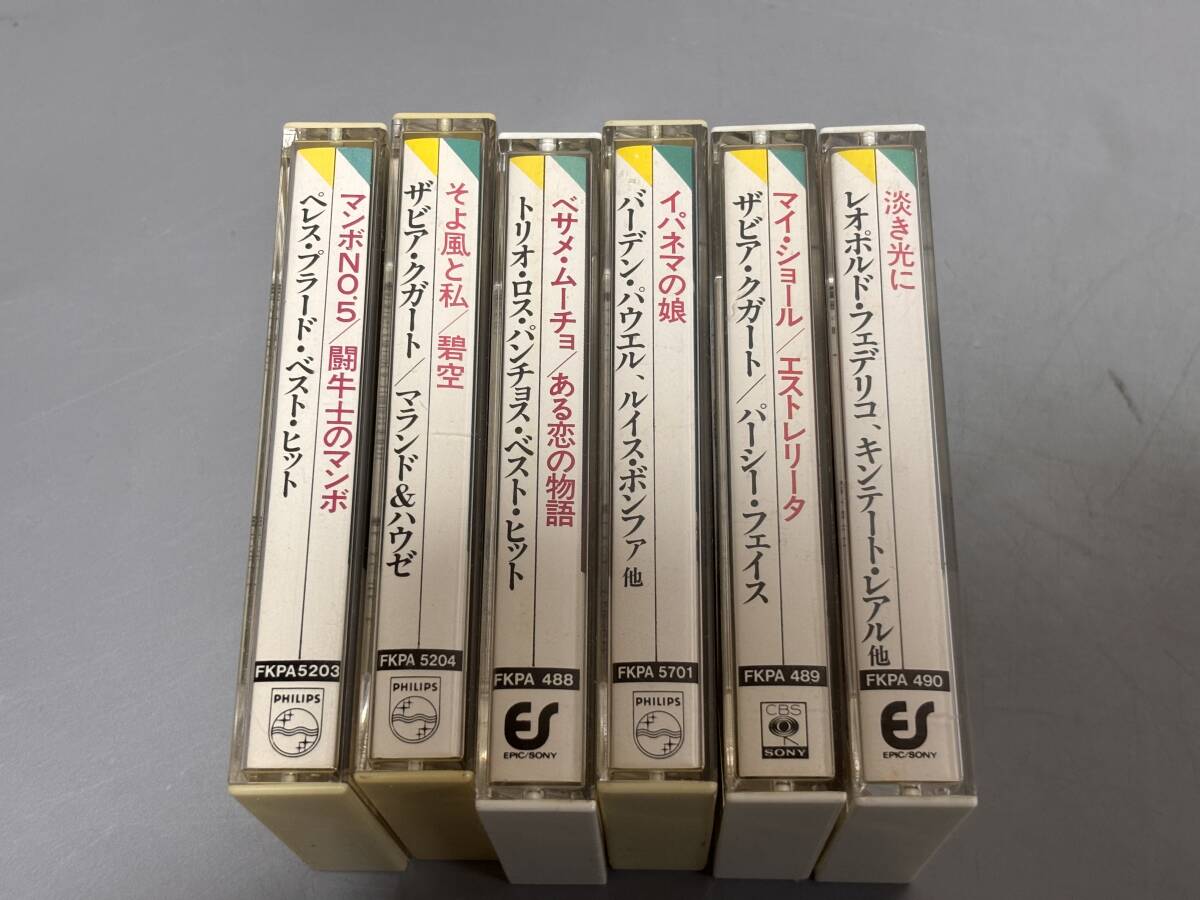 マンボNO.5/闘牛士のマンボ
ペレス・プラード・ベスト・ヒット
FKPA5203
PHILIPS
そよ風と私/碧空
ザビア・クガート/マランド&ハウゼ
FKPA 5204
PHILIPS
ベサメ・ムーチョ/ある恋の物語
トリオ・ロス・パンチョス・ベスト・ヒット
FKPA 488
ES
EPIC/SONY
イパネマの娘
バーデン・パウエル、ルイス・ボンファ 他
FKPA 5701
PHILIPS
マイ・ショール/エストレリータ
ザビア・クガート/パーシー・フェイス
FKPA 489
CBS
SONY
淡き光に
レオポルド・フェデリコ、キンテート・レアル 他
FKPA 490
ES
EPIC/SONY